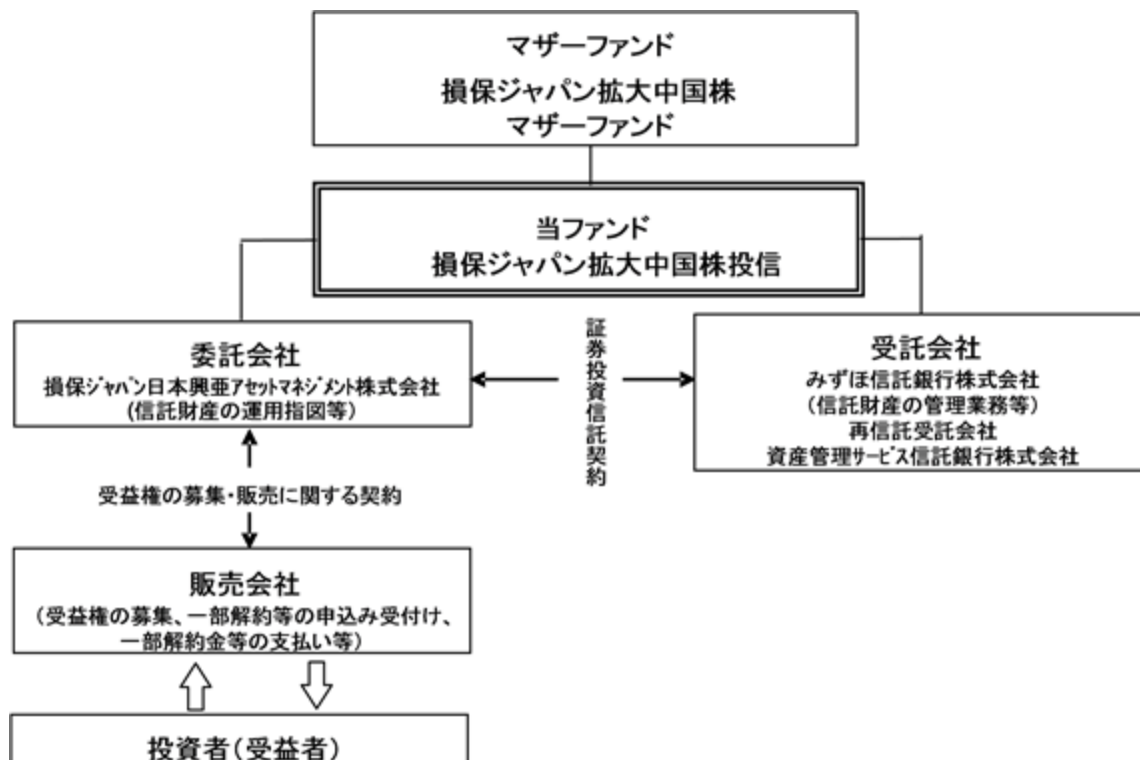 マザーファンド
損保ジャパン拡大中国株
マザーファンド
当ファンド
損保ジャパン拡大中国株投信
委託会社
損保ジャパン日本興亜アセットマネジメント株式会社
(信託財産の運用指図等)
証券投資信託契約
受託会社
みずほ信託銀行株式会社
(信託財産の管理業務等)
再信託受託会社
資産管理サービス信託銀行株式会社
受益権の募集・販売に関する契約
販売会社
(受益権の募集、一部解約等の申込み受付け、
一部解約金等の支払い等)
投資者(受益者)